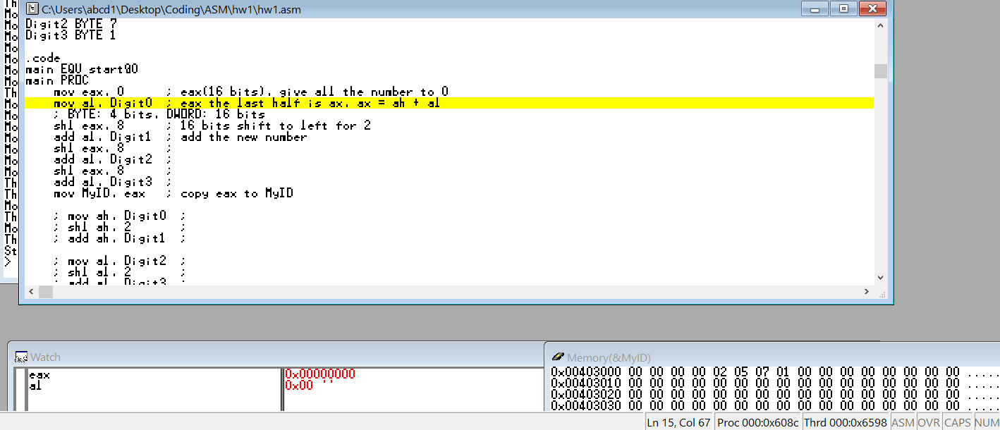 C:\Users\abcd1\Desktop\Coding\ASM\hw1\hw1.asm
Digit2 BYTE 7
Digit3 BYTE 1
.code
main EQU start@0
main PROC
mov eax, 0 ; eax(16 bits), give all the number to 0
mov al, Digit0 ; eax the last half is ax, ax = ah + al
; BYTE: 4 bits, DWORD: 16 bits
shl eax, 8 ; 16 bits shift to left for 2
add al, Digit1 ; add the new number
shl eax, 8 ;
add al, Digit2 ;
shl eax, 8 ;
add al, Digit3 ;
mov MyID, eax ; copy eax to MyID
; mov ah, Digit0 ;
; shl ah, 2 ;
; add ah, Digit1 ;
; mov al, Digit2 ;
; shl al, 2 ;
; add al, Digit3 ;
Th
Mo
Mo
Mo
Mo
Mo
Mo
Mo
Th
Mo
Mo
Mo
Mo
Mo
Mo
Th
Th
Mo
Th
Mo
Th
St
>
Watch
eax 0x00000000
al 0x00 ''
Memory(&MyID)
0x00403000 00 00 00 00 02 05 07 01 00 00 00 00 00 00 00 00 .....
0x00403010 00 00 00 00 00 00 00 00 00 00 00 00 00 00 00 00 .....
0x00403020 00 00 00 00 00 00 00 00 00 00 00 00 00 00 00 00 .....
0x00403030 00 00 00 00 00 00 00 00 00 00 00 00 00 00 00 00 .....
Ln 15, Col 67 Proc 000:0x608c Thrd 000:0x6598 ASM OVR CAPS NUM